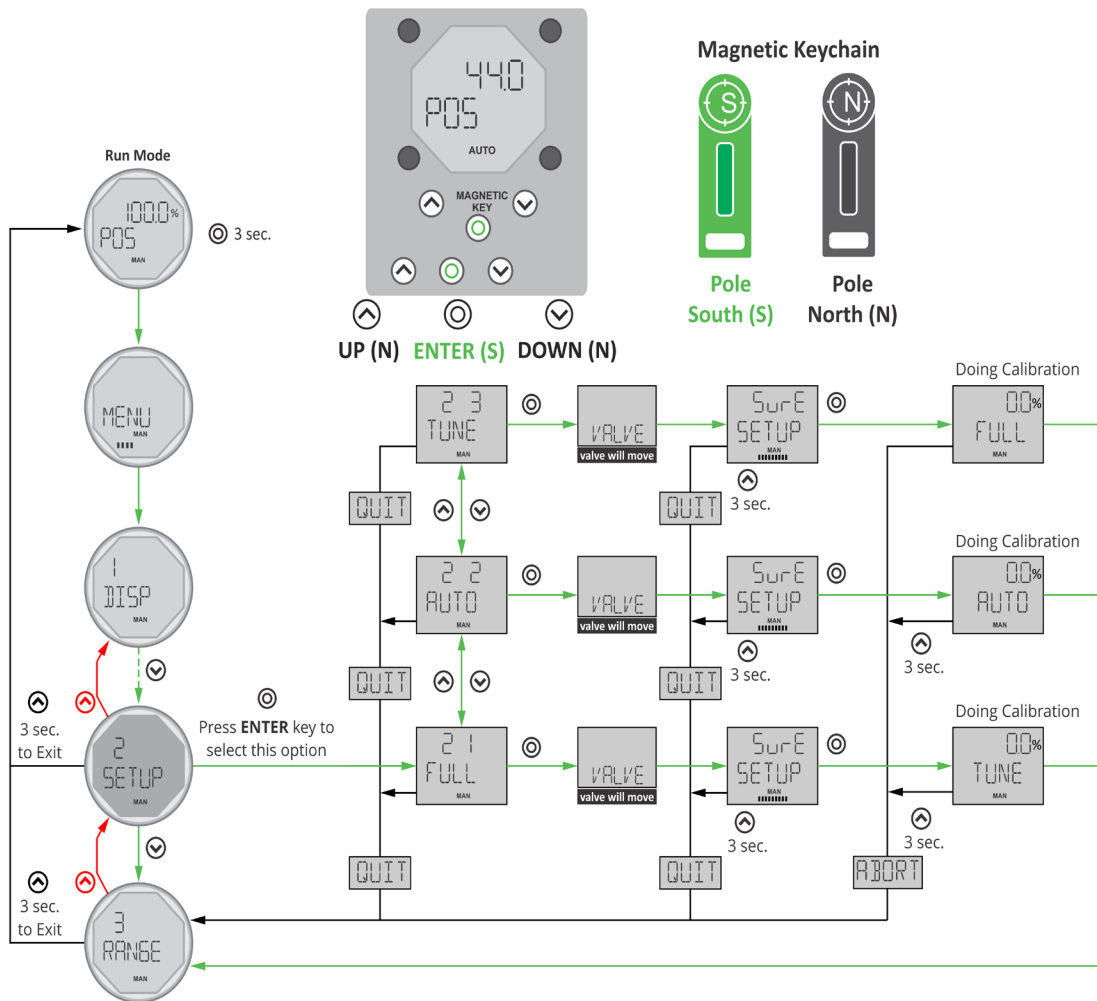 44.0
POS
AUTO
MAGNETIC
KEY
UP (N)
ENTER (S)
DOWN (N)
Magnetic Keychain
S
N
Pole
South (S)
Pole
North (N)
Run Mode
100.0%
POS
MAN
3 sec.
MENU
MAN
1
DISP
MAN
3 sec.
to Exit
2
SETUP
MAN
Press ENTER key to
select this option
3 sec.
to Exit
3
RANGE
MAN
2 3
TUNE
MAN
VALVE
valve will move
SurE
SETUP
MAN
3 sec.
Doing Calibration
0.0%
FULL
MAN
QUIT
QUIT
2 2
AUTO
MAN
VALVE
valve will move
SurE
SETUP
MAN
3 sec.
Doing Calibration
0.0%
AUTO
MAN
3 sec.
QUIT
QUIT
2 1
FULL
MAN
VALVE
valve will move
SurE
SETUP
MAN
3 sec.
Doing Calibration
0.0%
TUNE
MAN
3 sec.
QUIT
QUIT
ABORT